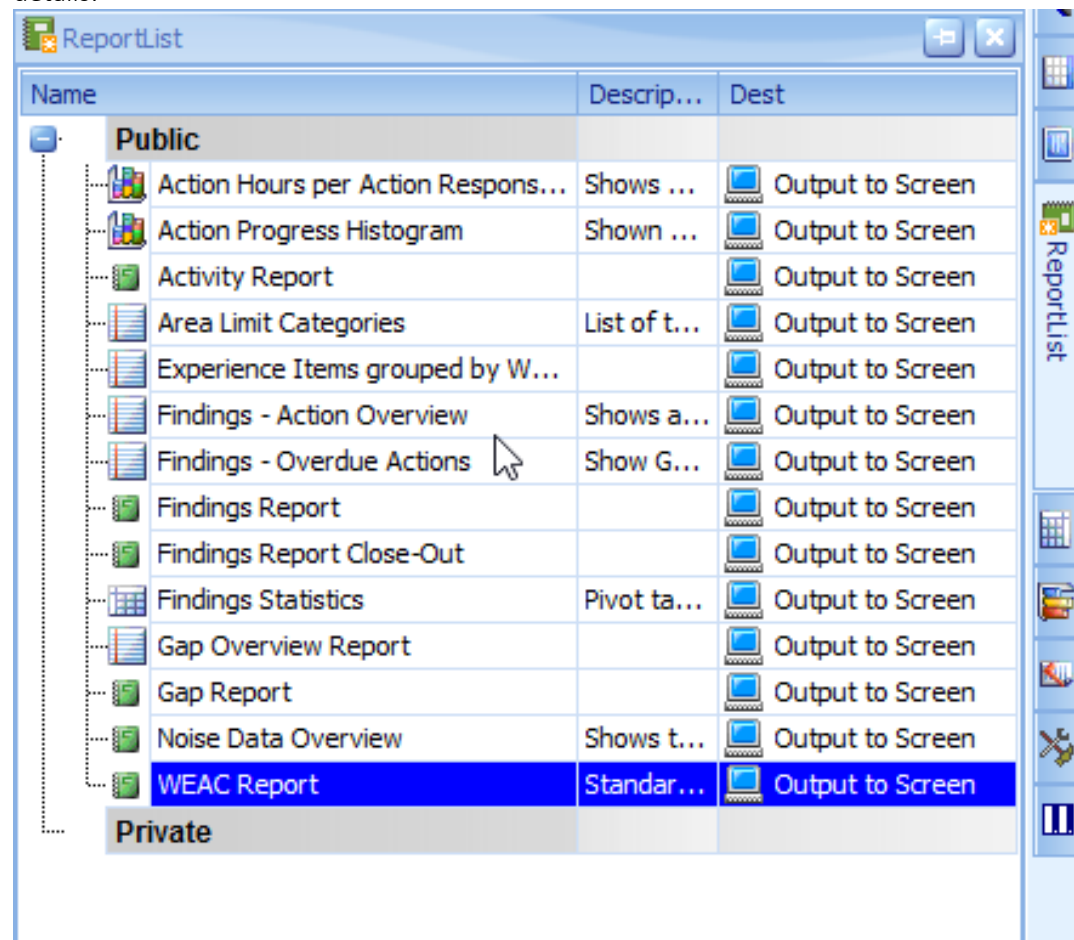 details.
ReportList
Name Descrip... Dest
Public
Action Hours per Action Respons... Shows ... Output to Screen
Action Progress Histogram Shown ... Output to Screen
Activity Report Output to Screen
Area Limit Categories List of t... Output to Screen
Experience Items grouped by W... Output to Screen
Findings - Action Overview Shows a... Output to Screen
Findings - Overdue Actions Show G... Output to Screen
Findings Report Output to Screen
Findings Report Close-Out Output to Screen
Findings Statistics Pivot ta... Output to Screen
Gap Overview Report Output to Screen
Gap Report Output to Screen
Noise Data Overview Shows t... Output to Screen
WEAC Report Standar... Output to Screen
Private
ReportList